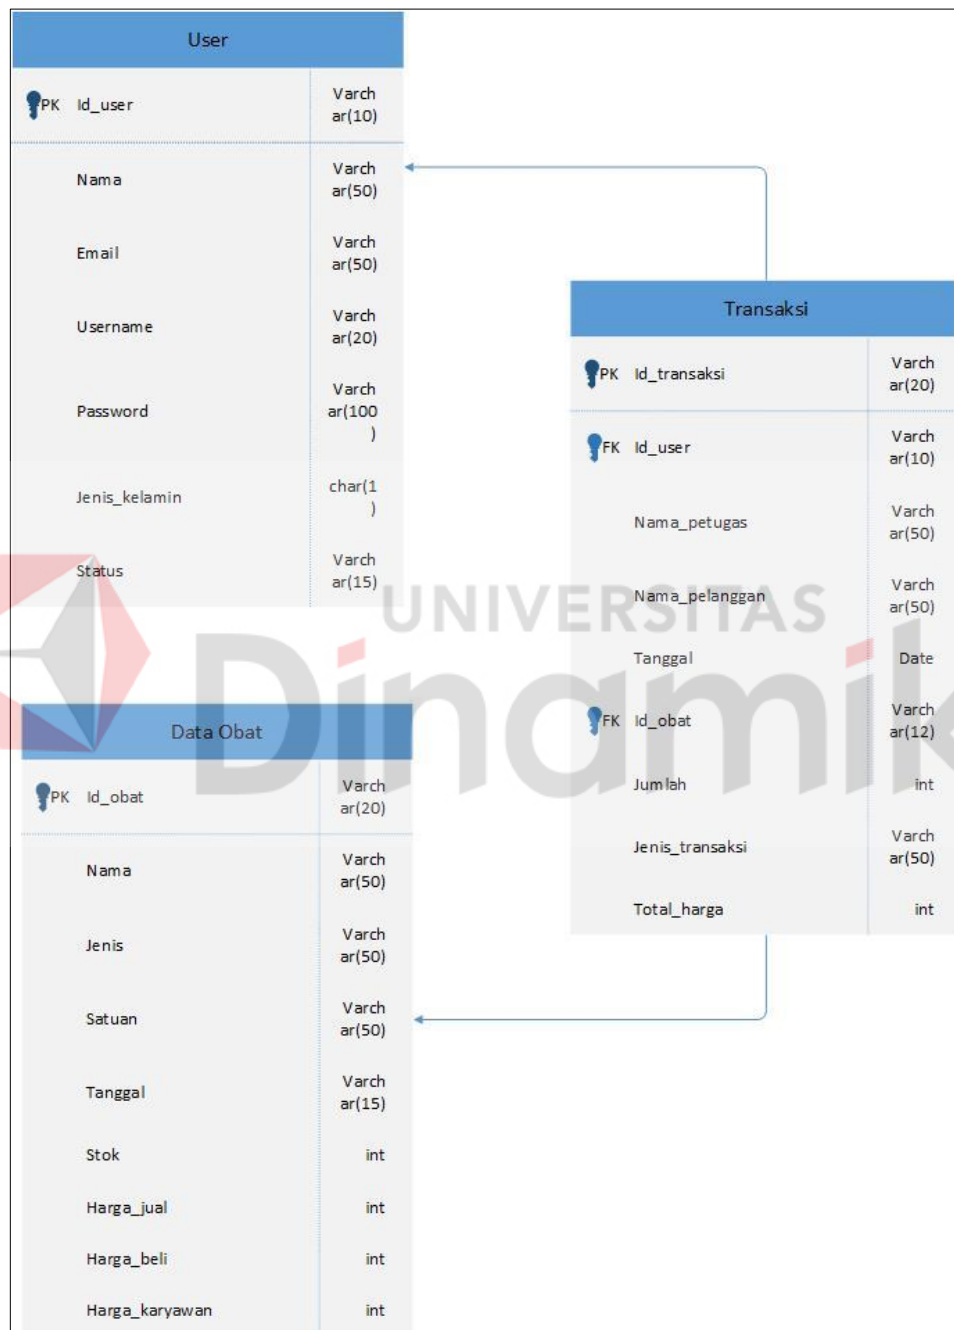 User
PK Id_user Varch
ar(10)
Nama Varch
ar(50)
Email Varch
ar(50)
Username Varch
ar(20)
Password Varch
ar(100
)
Jenis_kelamin char(1
)
Status Varch
ar(15)
Transaksi
PK Id_transaksi Varch
ar(20)
FK Id_user Varch
ar(10)
Nama_petugas Varch
ar(50)
Nama_pelanggan Varch
ar(50)
Tanggal Date
FK Id_obat Varch
ar(12)
Jumlah int
Jenis_transaksi Varch
ar(50)
Total_harga int
UNIVERSITAS
Dinamik
Data Obat
PK Id_obat Varch
ar(20)
Nama Varch
ar(50)
Jenis Varch
ar(50)
Satuan Varch
ar(50)
Tanggal Varch
ar(15)
Stok int
Harga_jual int
Harga_beli int
Harga_karyawan int